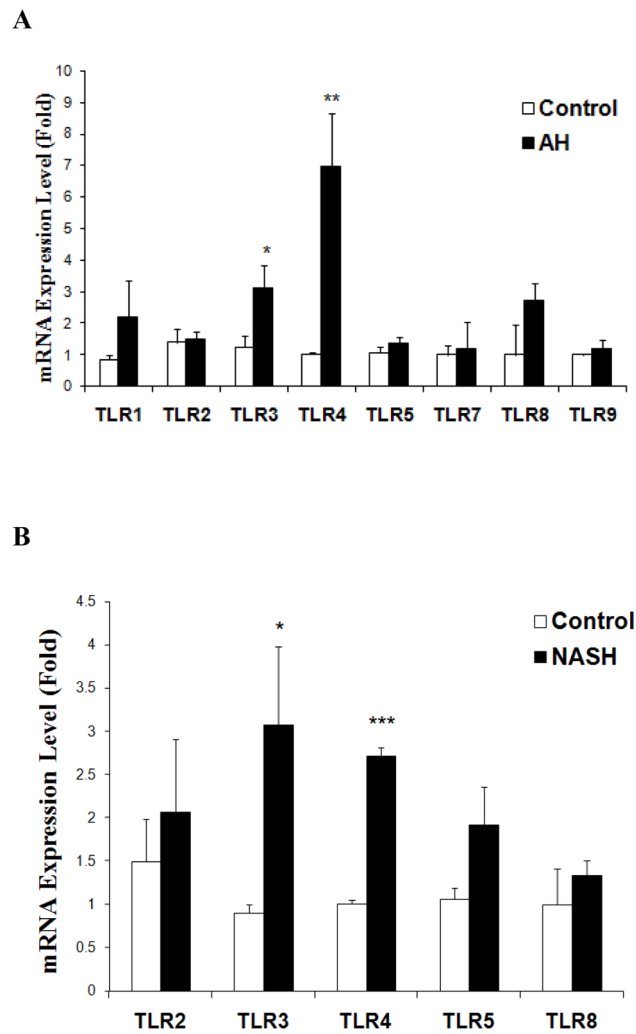 A
mRNA Expression Level (Fold)
10
9
8
7
6
5
4
3
2
1
0
*
**
Control
AH
TLR1 TLR2 TLR3 TLR4 TLR5 TLR7 TLR8 TLR9
B
mRNA Expression Level (Fold)
4.5
4
3.5
3
2.5
2
1.5
1
0.5
0
*
***
Control
NASH
TLR2 TLR3 TLR4 TLR5 TLR8